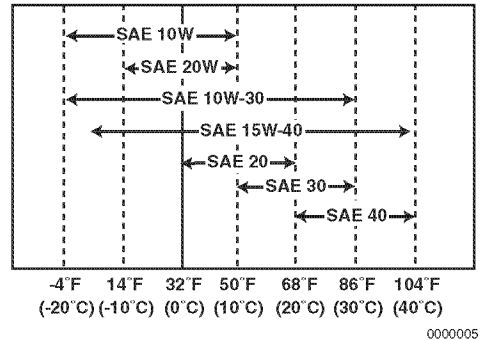 SAE 10W
SAE 20W
SAE 10W-30
SAE 15W-40
SAE 20
SAE 30
SAE 40
-4°F 14°F 32°F 50°F 68°F 86°F 104°F
(-20°C) (-10°C) (0°C) (10°C) (20°C) (30°C) (40°C)
0000005